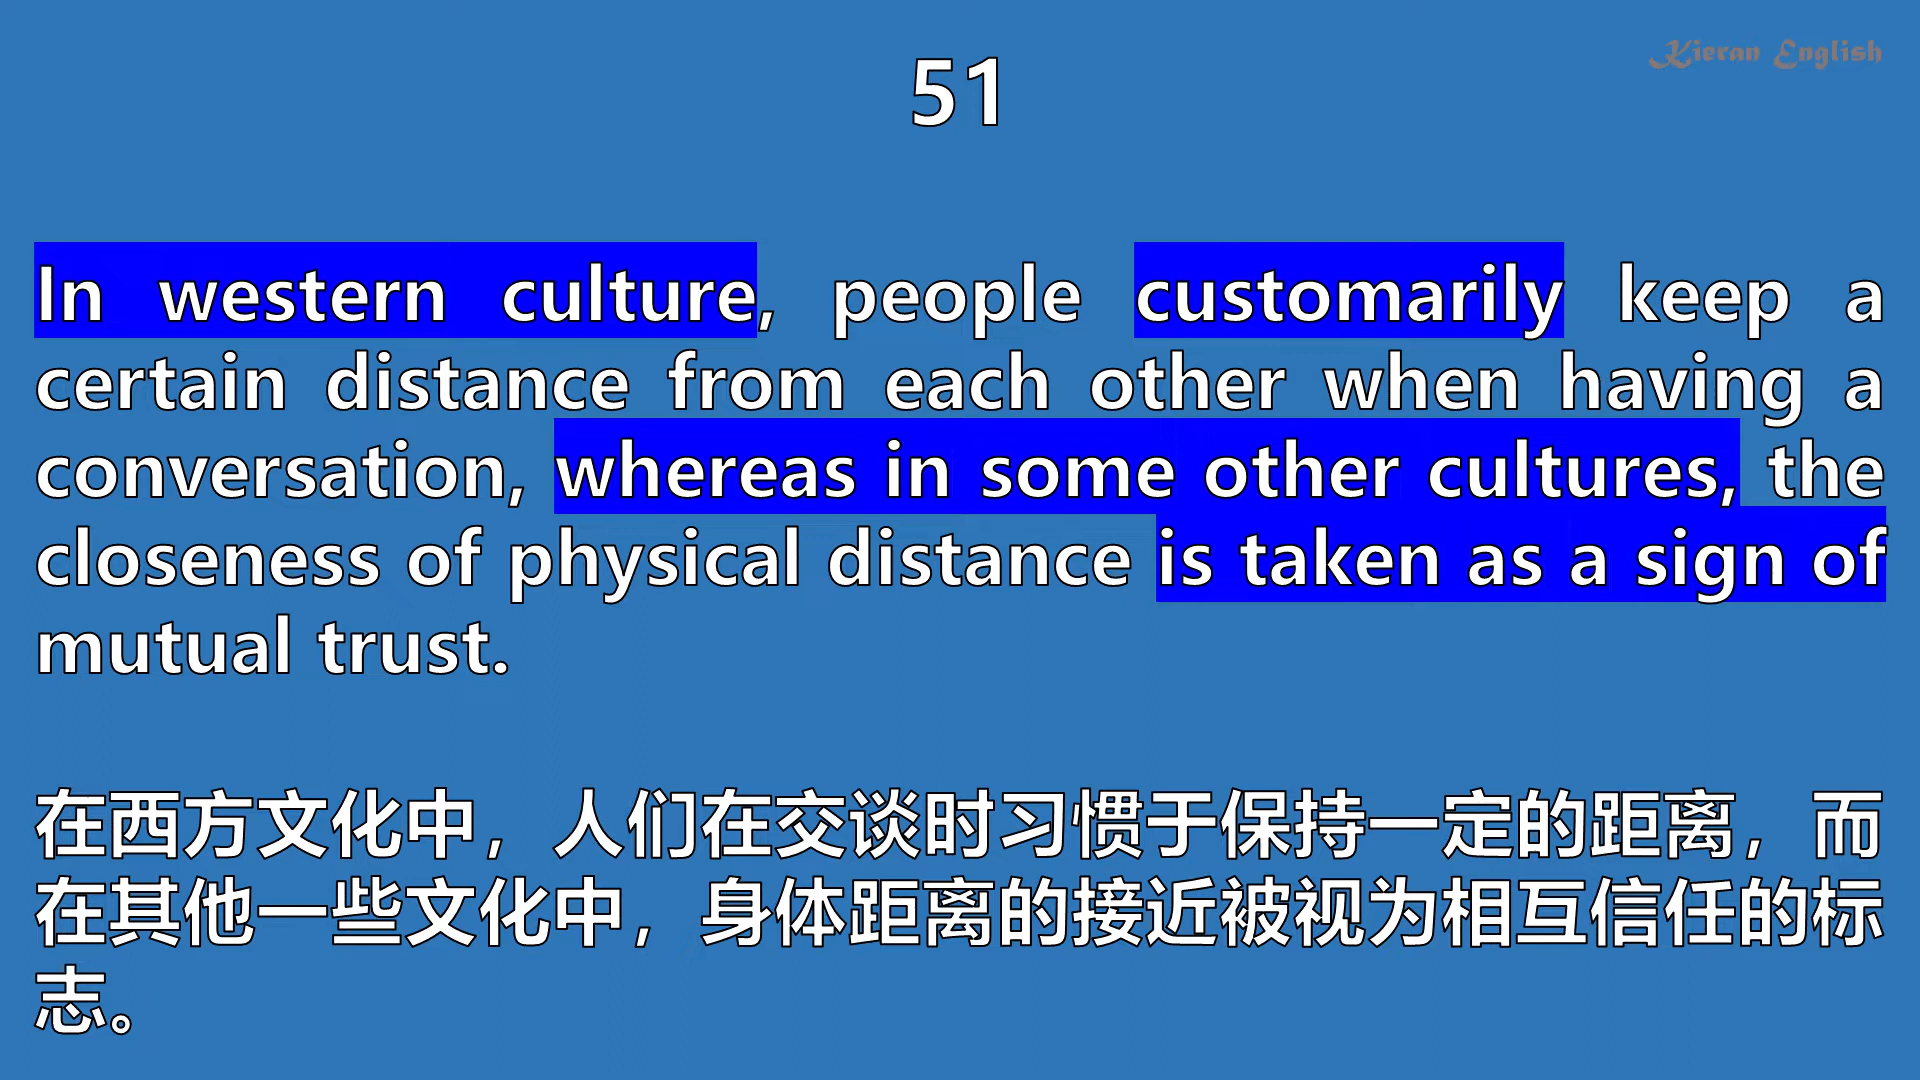 Kieran English
51
In western culture, people customarily keep a
certain distance from each other when having a
conversation, whereas in some other cultures, the
closeness of physical distance is taken as a sign of
mutual trust.
在西方文化中，人们在交谈时习惯于保持一定的距离，而
在其他一些文化中，身体距离的接近被视为相互信任的标
志。